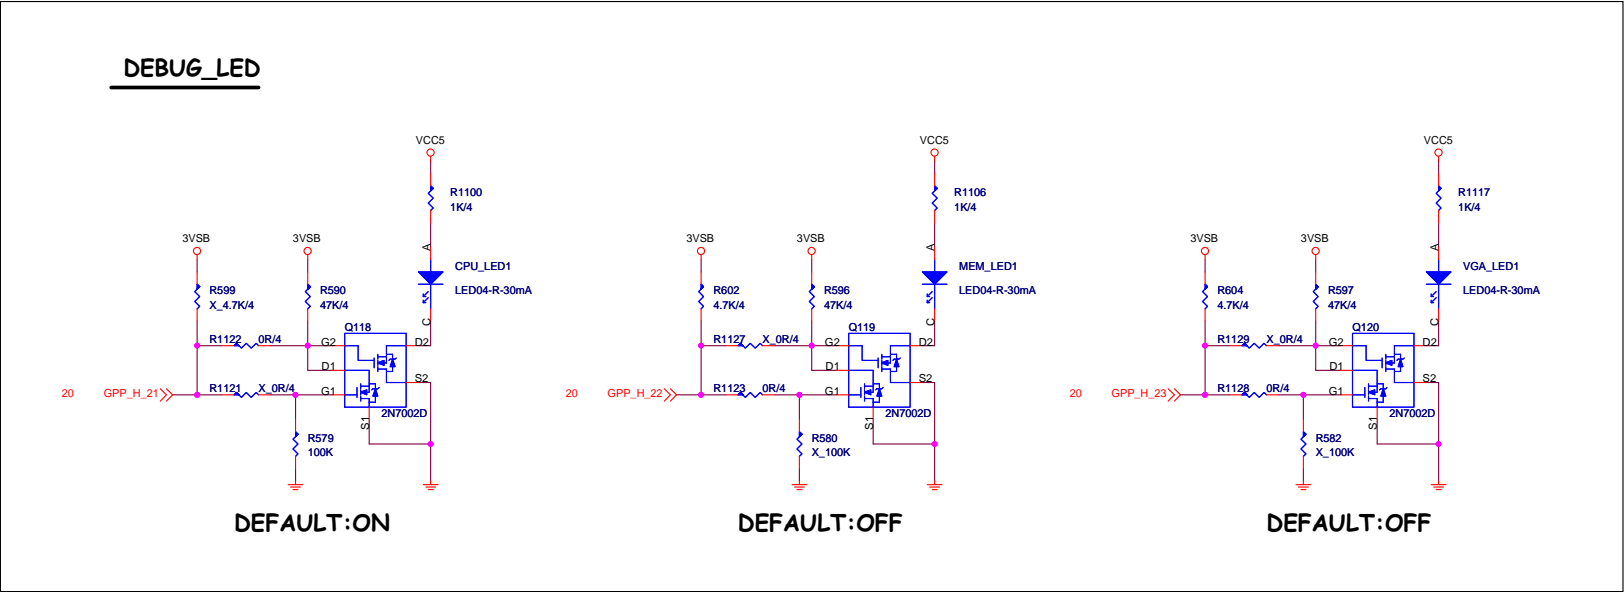 DEBUG_LED
VCC5
R1100
1K/4
3VSB
3VSB
A
CPU_LED1
LED04-R-30mA
R599
X_4.7K/4
R590
47K/4
C
Q118
R1122
0R/4
G2
D2
D1
S2
20
GPP_H_21
R1121
X_0R/4
G1
2N7002D
S1
R579
100K
DEFAULT:ON
VCC5
R1106
1K/4
3VSB
3VSB
A
MEM_LED1
LED04-R-30mA
R602
4.7K/4
R596
47K/4
C
Q119
R1127
X_0R/4
G2
D2
D1
S2
20
GPP_H_22
R1123
0R/4
G1
2N7002D
S1
R580
X_100K
DEFAULT:OFF
VCC5
R1117
1K/4
3VSB
3VSB
A
VGA_LED1
LED04-R-30mA
R604
4.7K/4
R597
47K/4
C
Q120
R1129
X_0R/4
G2
D2
D1
S2
20
GPP_H_23
R1128
0R/4
G1
2N7002D
S1
R582
X_100K
DEFAULT:OFF